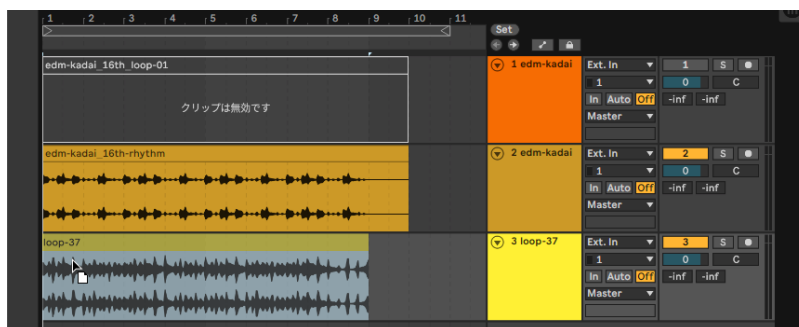 1 2 3 4 5 6 7 8 9 10 11
Set
edm-kadai_16th_loop-01
クリップは無効です
1 edm-kadai
Ext. In
1
In Auto Off
Master
1 S
0 C
-inf -inf
edm-kadai_16th-rhythm
2 edm-kadai
Ext. In
1
In Auto Off
Master
2 S
0 C
-inf -inf
loop-37
3 loop-37
Ext. In
1
In Auto Off
Master
3 S
0 C
-inf -inf